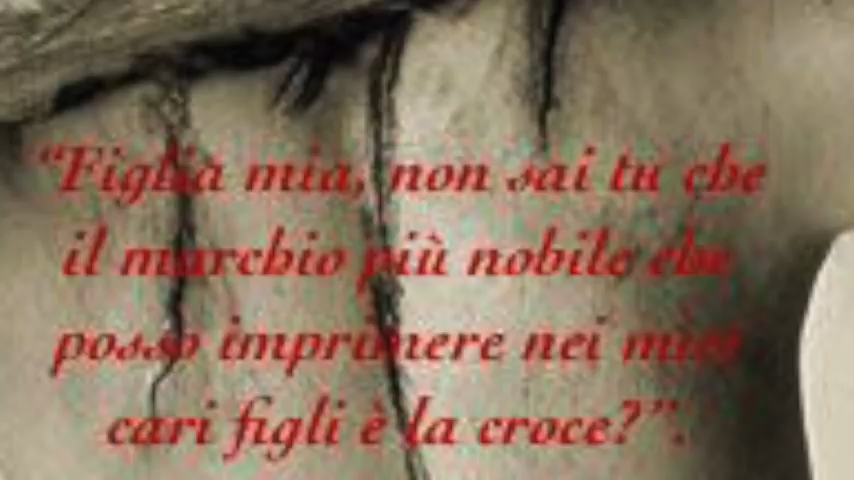 “Figlia mia, non sai tu che
il marchio più nobile che
posso imprimere nei miei
cari figli è la croce?”.